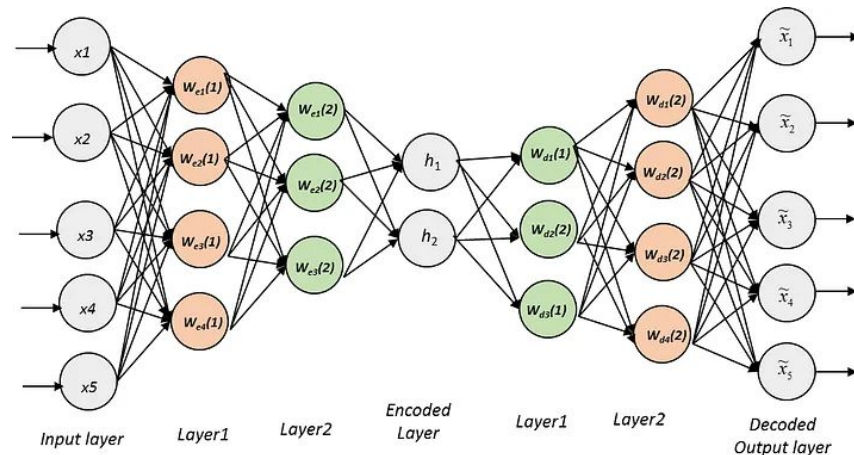 x1
x2
x3
x4
x5
We1(1)
We2(1)
We3(1)
We4(1)
We1(2)
We2(2)
We3(2)
h1
h2
Wd1(1)
Wd2(2)
Wd3(1)
Wd1(2)
Wd2(2)
Wd3(2)
Wd4(2)
x̃1
x̃2
x̃3
x̃4
x̃5
Input layer
Layer1
Layer2
Encoded
Layer
Layer1
Layer2
Decoded
Output layer